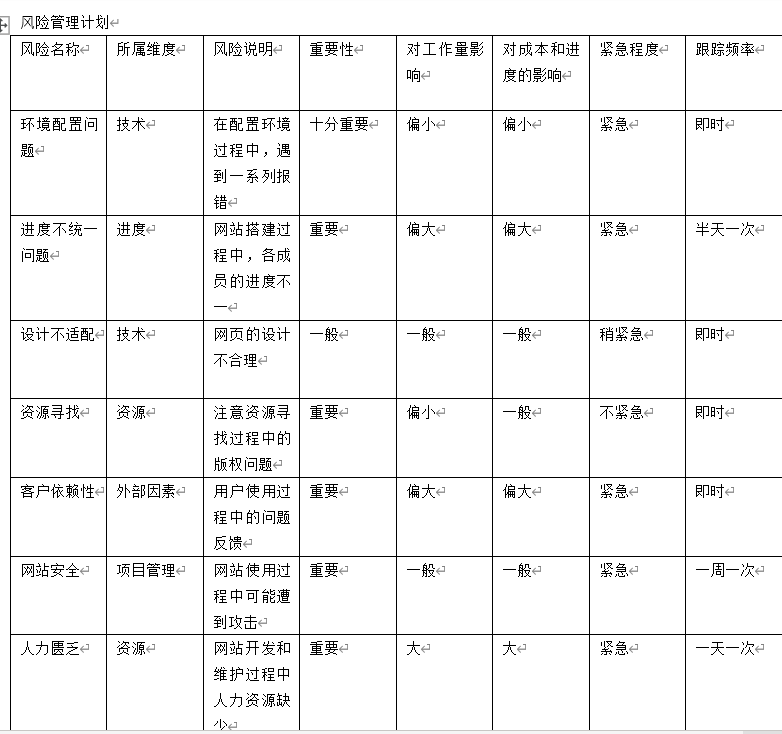 风险管理计划
风险名称 所属维度 风险说明 重要性 对工作量影 对成本和进 紧急程度 跟踪频率
响 度的影响
环境配置问 技术 在配置环境 十分重要 偏小 偏小 紧急 即时
题 过程中，遇
到一系列报
错
进度不统一 进度 网站搭建过 重要 偏大 偏大 紧急 半天一次
问题 程中，各成
员的进度不
一
设计不适配 技术 网页的设计 一般 一般 一般 稍紧急 即时
不合理
资源寻找 资源 注意资源寻 重要 偏小 一般 不紧急 即时
找过程中的
版权问题
客户依赖性 外部因素 用户使用过 重要 偏大 偏大 紧急 即时
程中的问题
反馈
网站安全 项目管理 网站使用过 重要 一般 一般 紧急 一周一次
程中可能遭
到攻击
人力匮乏 资源 网站开发和 重要 大 大 紧急 一天一次
维护过程中
人力资源缺
少